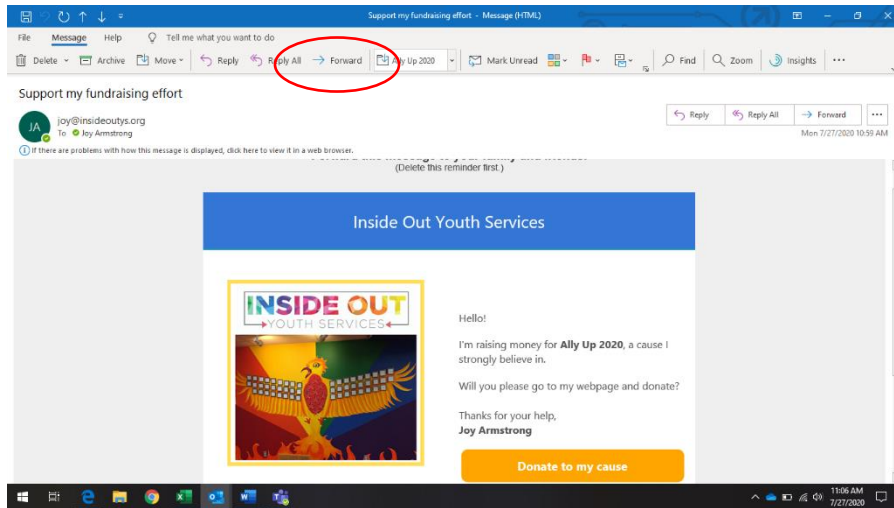 Support my fundraising effort - Message (HTML)
File Message Help Tell me what you want to do
Delete Archive Move Reply Reply All Forward Ally Up 2020 Mark Unread Find Zoom Insights ...
Support my fundraising effort
JA
joy@insideoutys.org
To Joy Armstrong
Reply Reply All Forward ...
Mon 7/27/2020 10:59 AM
If there are problems with how this message is displayed, click here to view it in a web browser.
(Delete this reminder first.)
Inside Out Youth Services
INSIDE OUT
YOUTH SERVICES
Hello!
I'm raising money for Ally Up 2020, a cause I
strongly believe in.
Will you please go to my webpage and donate?
Thanks for your help,
Joy Armstrong
Donate to my cause
11:06 AM
7/27/2020